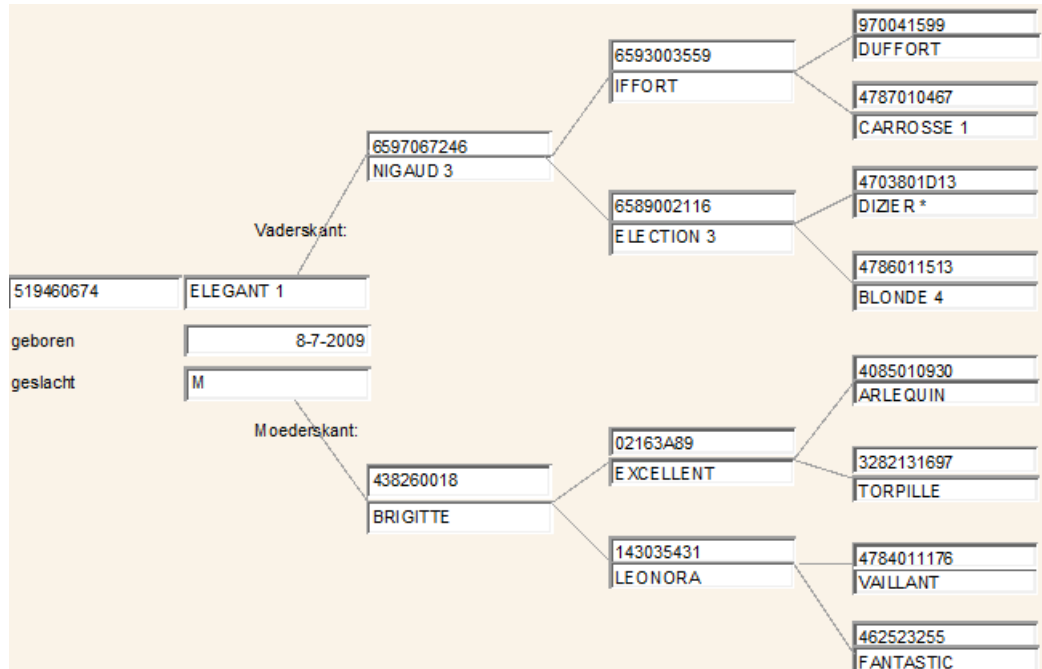 970041599
DUFFORT
6593003559
IFFORT
4787010467
CARROSSE 1
6597067246
NIGAUD 3
4703801D13
DIZIER *
6589002116
ELECTION 3
Vaderskant:
4786011513
BLONDE 4
519460674 ELEGANT 1
geboren 8-7-2009
geslacht M
4085010930
ARLEQUIN
Moederskant:
02163A89
EXCELLENT
3282131697
TORPILLE
438260018
BRIGITTE
143035431
LEONORA
4784011176
VAILLANT
462523255
FANTASTIC